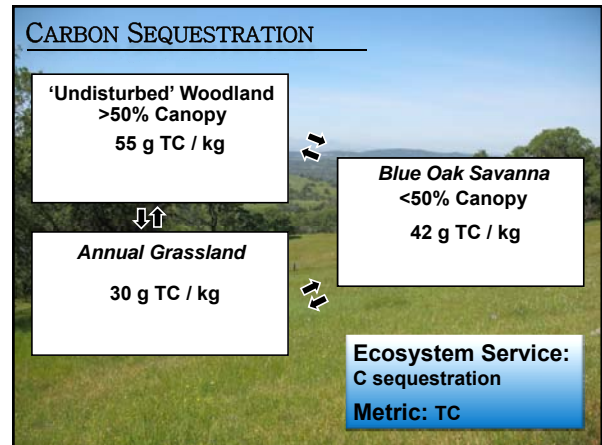 CARBON SEQUESTRATION
'Undisturbed' Woodland
>50% Canopy
55 g TC / kg
Blue Oak Savanna
<50% Canopy
42 g TC / kg
Annual Grassland
30 g TC / kg
Ecosystem Service:
C sequestration
Metric: TC